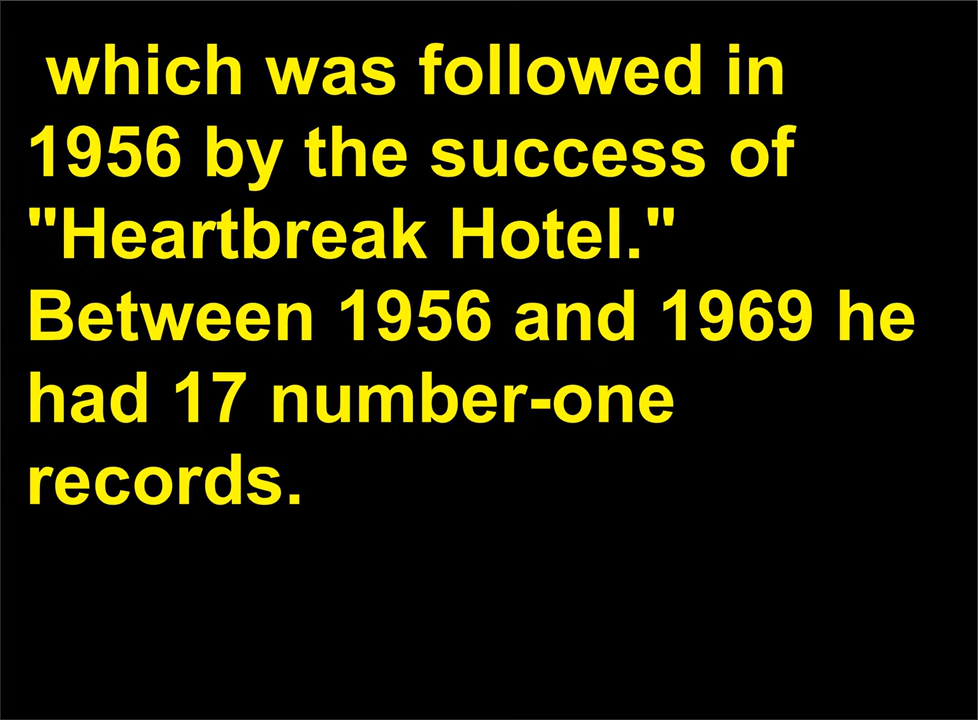 which was followed in
1956 by the success of
"Heartbreak Hotel."
Between 1956 and 1969 he
had 17 number-one
records.